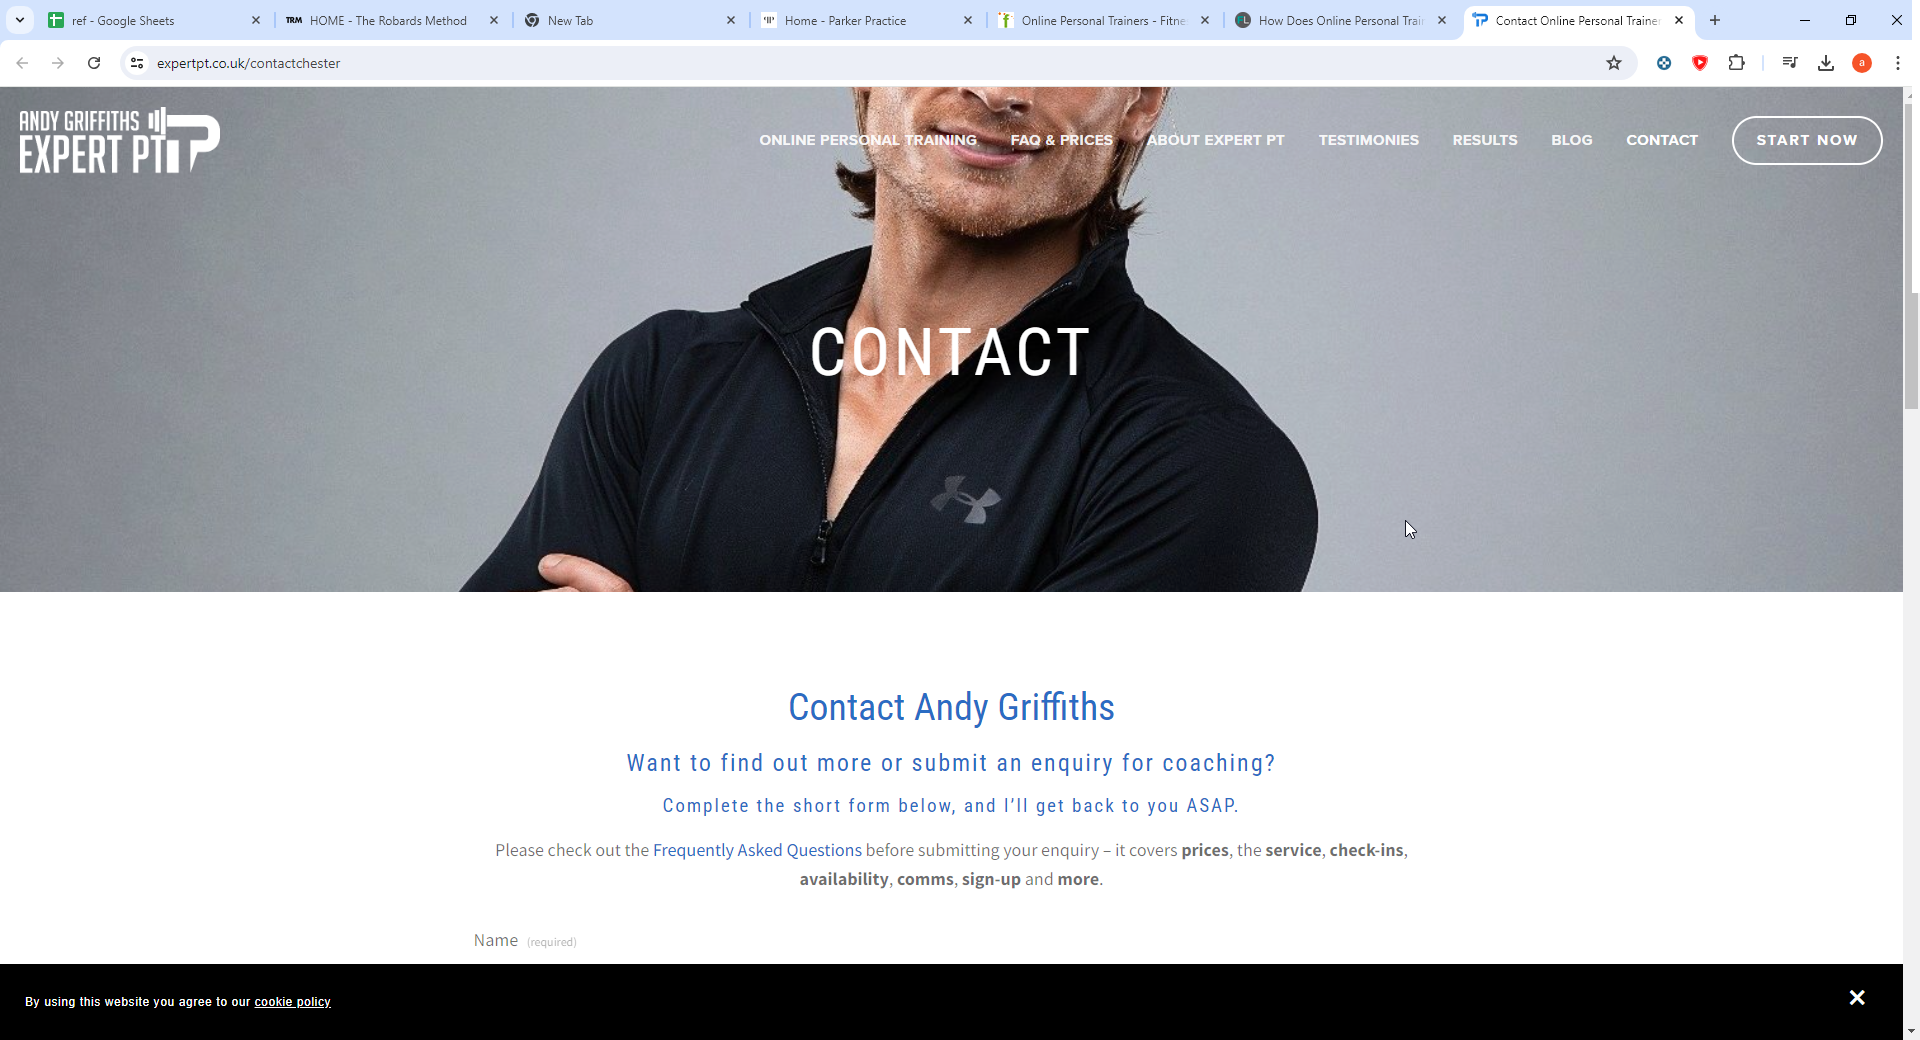 ref - Google Sheets
TRM HOME - The Robards Method
New Tab
Home - Parker Practice
Online Personal Trainers - Fitne
How Does Online Personal Trai
Contact Online Personal Trainer
expertpt.co.uk/contactchester
a
ANDY GRIFFITHS
EXPERT PT
ONLINE PERSONAL TRAINING
FAQ & PRICES
ABOUT EXPERT PT
TESTIMONIES
RESULTS
BLOG
CONTACT
START NOW
CONTACT
Contact Andy Griffiths
Want to find out more or submit an enquiry for coaching?
Complete the short form below, and I'll get back to you ASAP.
Please check out the Frequently Asked Questions before submitting your enquiry – it covers prices, the service, check-ins,
availability, comms, sign-up and more.
Name (required)
By using this website you agree to our cookie policy